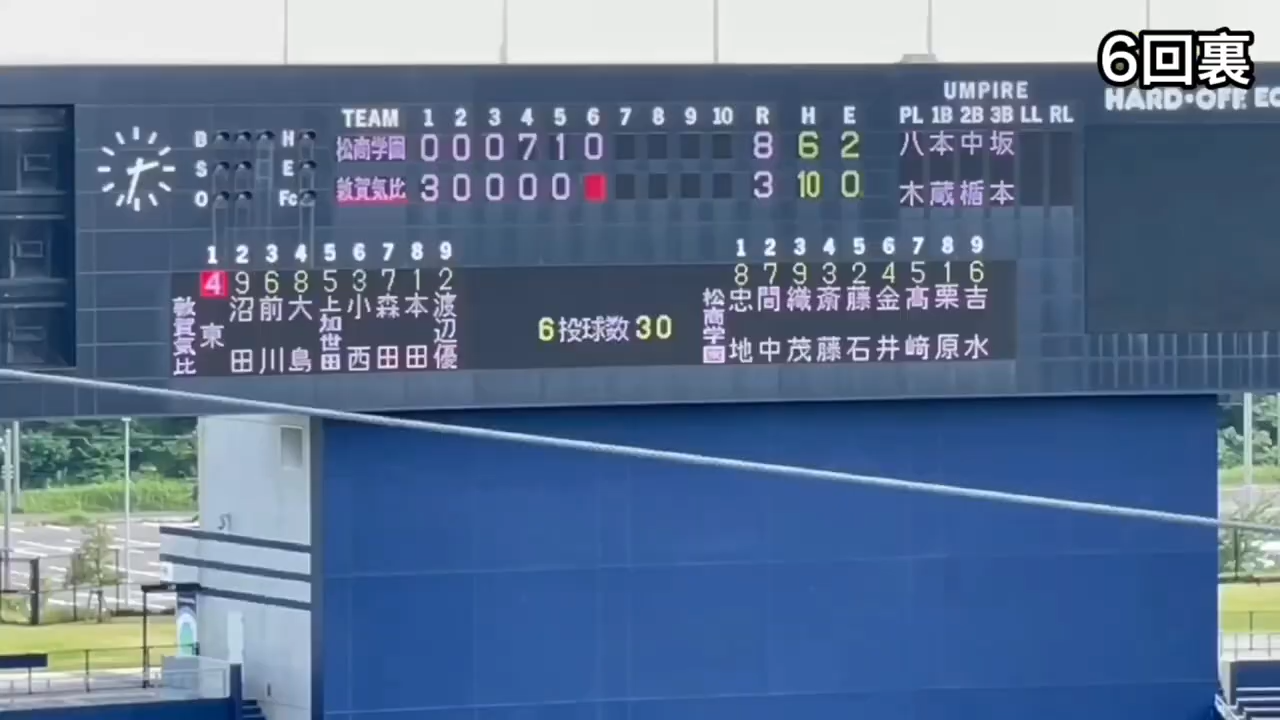 6回裏
UMPIRE
HARD・OFF EC
TEAM 1 2 3 4 5 6 7 8 9 10 R H E PL 1B 2B 3B LL RL
B H
松商学園 0 0 0 7 1 0 8 6 2 八木 本蔵 中楯 坂本
S E
敦賀気比 3 0 0 0 0 3 10 0
O Fc
1 2 3 4 5 6 7 8 9
4 9 6 8 5 3 7 1 2
敦賀気比 東 沼田 前川 大島 上加世田 小西 森田 本田 渡辺優
6投球数30
1 2 3 4 5 6 7 8 9
8 7 9 3 2 4 5 1 6
松商学園 忠地 間中 織茂 斎藤 藤石 金井 髙崎 栗原 吉水